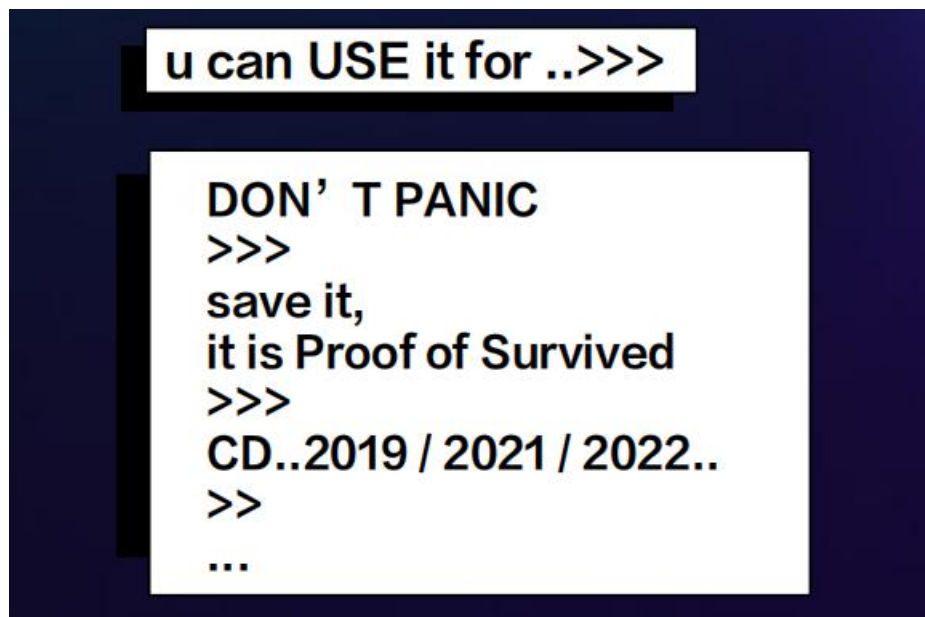 u can USE it for ..>>>
DON’ T PANIC
>>>
save it,
it is Proof of Survived
>>>
CD..2019 / 2021 / 2022..
>>
...